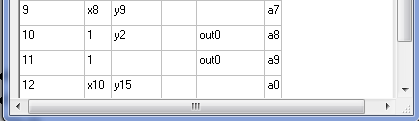 9 x8 y9 a7
10 1 y2 out0 a8
11 1 out0 a9
12 x10 y15 a0